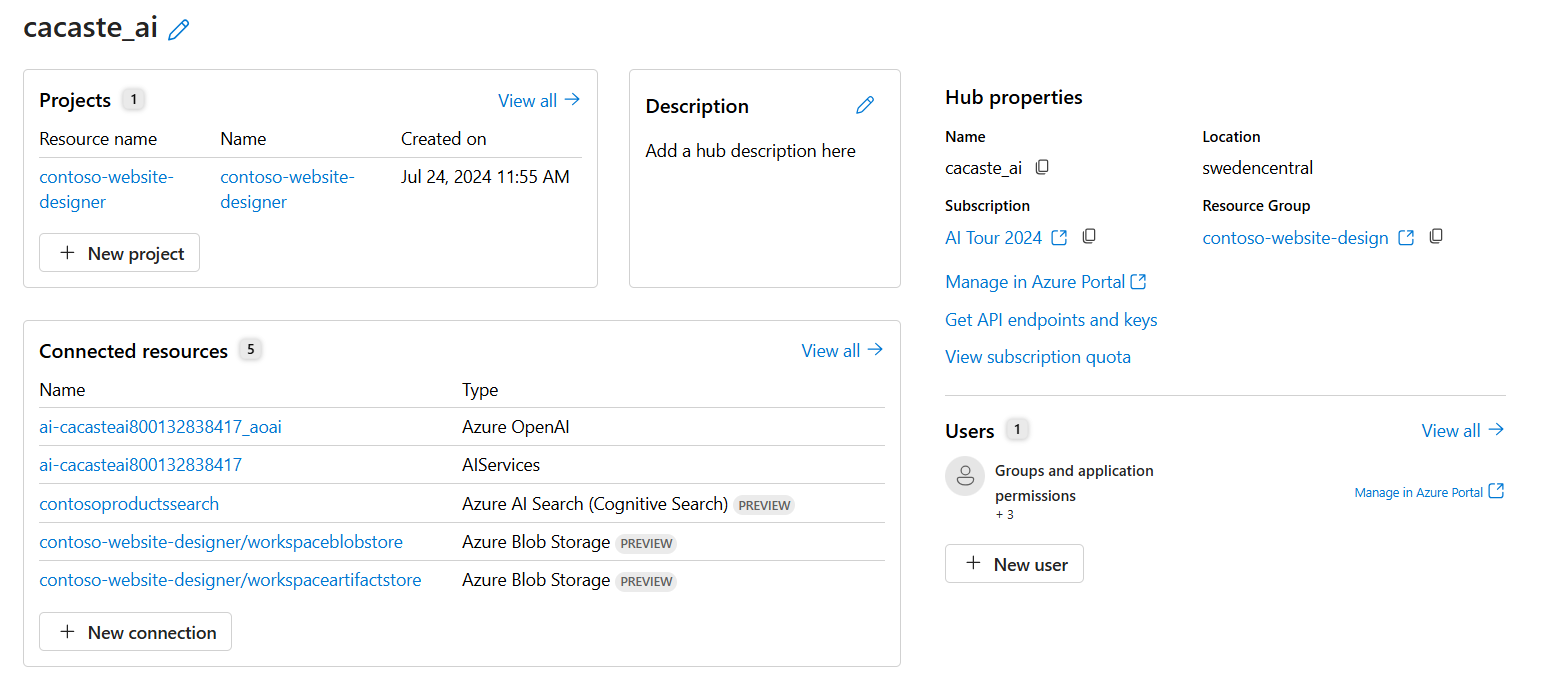 cacaste_ai
Projects 1 View all
Resource name Name Created on
contoso-website- contoso-website- Jul 24, 2024 11:55 AM
designer designer
New project
Description
Add a hub description here
Connected resources 5 View all
Name Type
ai-cacasteai800132838417_aoai Azure OpenAI
ai-cacasteai800132838417 AIServices
contosoproductssearch Azure AI Search (Cognitive Search) PREVIEW
contoso-website-designer/workspaceblobstore Azure Blob Storage PREVIEW
contoso-website-designer/workspaceartifactstore Azure Blob Storage PREVIEW
New connection
Hub properties
Name Location
cacaste_ai swedencentral
Subscription Resource Group
AI Tour 2024 contoso-website-design
Manage in Azure Portal
Get API endpoints and keys
View subscription quota
Users 1 View all
Groups and application
permissions
+ 3
Manage in Azure Portal
New user